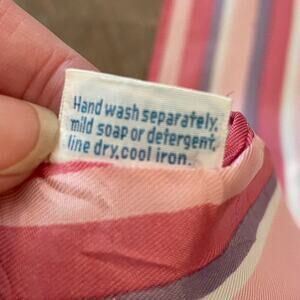 Hand wash separately.
mild soap or detergent,
line dry,cool iron.